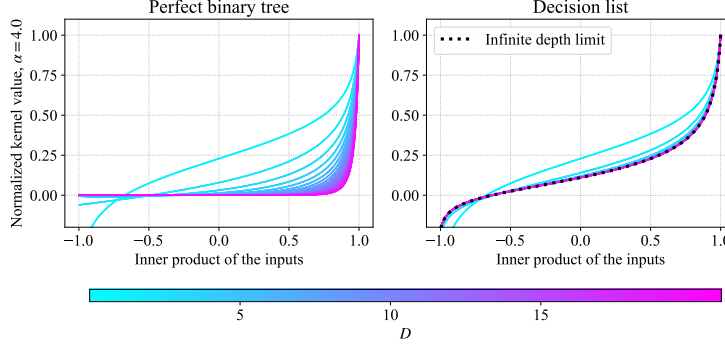 Perfect binary tree
Decision list
Normalized kernel value, α = 4.0
1.00
0.75
0.50
0.25
0.00
−1.0 −0.5 0.0 0.5 1.0
Inner product of the inputs
Infinite depth limit
1.00
0.75
0.50
0.25
0.00
−1.0 −0.5 0.0 0.5 1.0
Inner product of the inputs
5 10 15
D